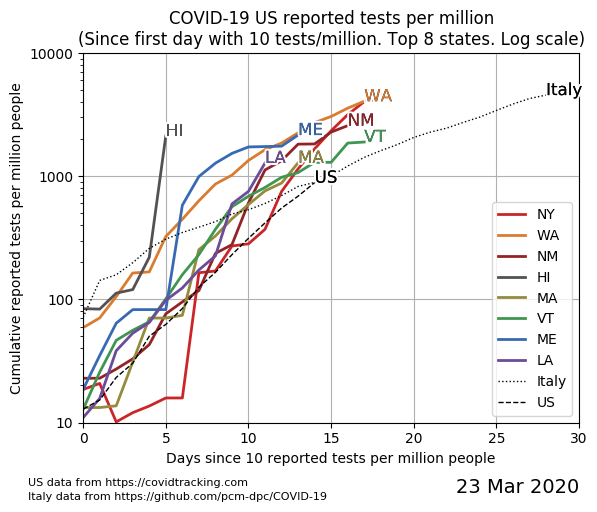 COVID-19 US reported tests per million
(Since first day with 10 tests/million. Top 8 states. Log scale)
Cumulative reported tests per million people
10000
1000
100
10
HI
ME
LA
MA
US
NM
VT
WA
Italy
NY
WA
NM
HI
MA
VT
ME
LA
Italy
US
0 5 10 15 20 25 30
Days since 10 reported tests per million people
US data from https://covidtracking.com
Italy data from https://github.com/pcm-dpc/COVID-19
23 Mar 2020